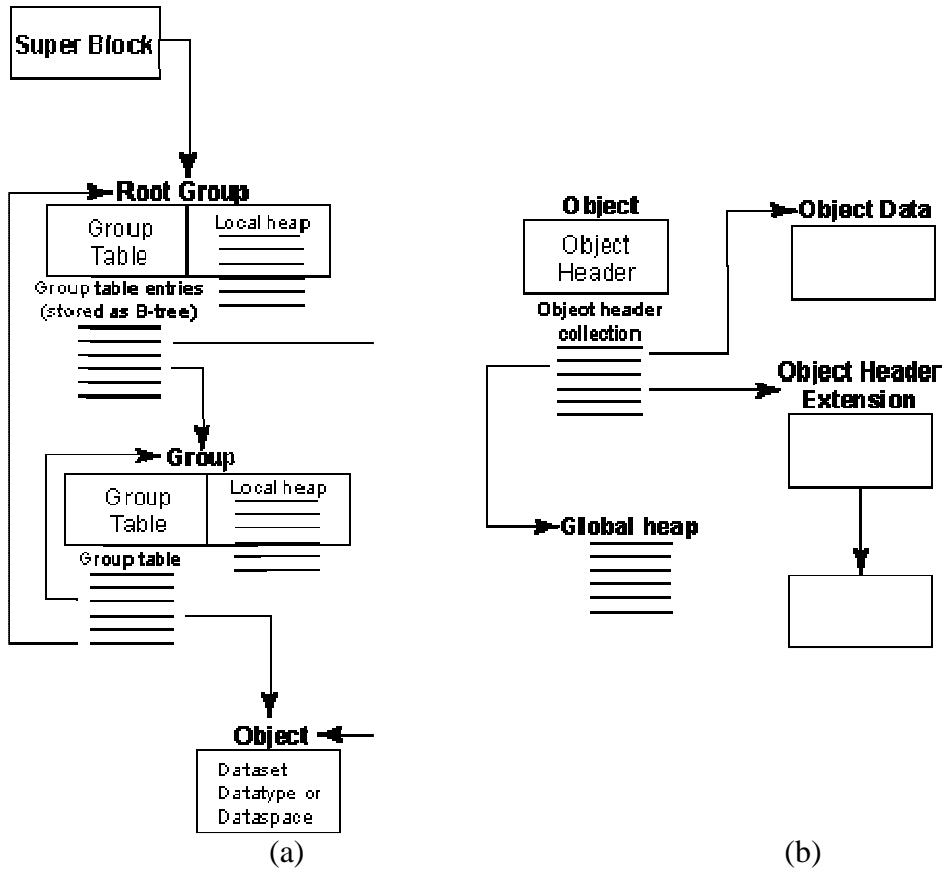 Super Block
Root Group
Group
Table
Local heap
Group table entries
(stored as B-tree)
Group
Group
Table
Local heap
Group table
Object
Dataset
Datatype or
Dataspace
(a)
Object
Object
Header
Object header
collection
Object Data
Object Header
Extension
Global heap
(b)